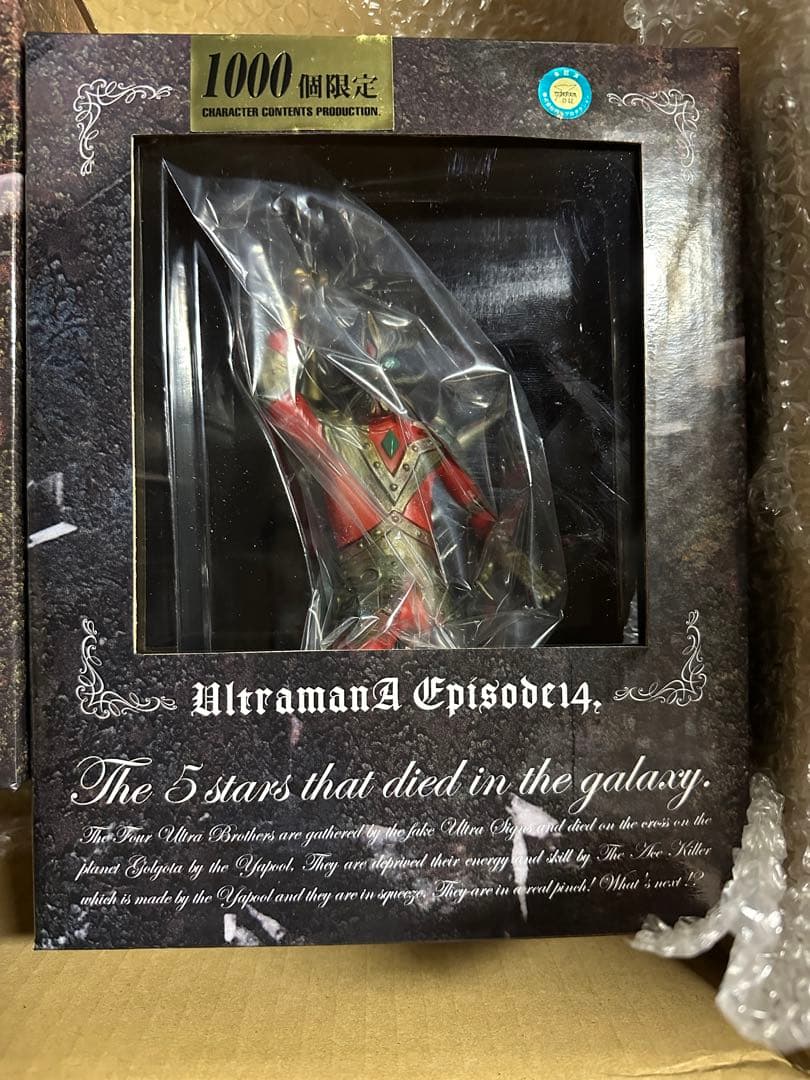 1000個限定
CHARACTER CONTENTS PRODUCTION.
UltramanA Episode14,
The 5 stars that died in the galaxy.
The Four Ultra Brothers are gathered by the fake Ultra Signs and died on the cross on the
planet Golgota by the Yapool. They are deprived their energy and skill by The Ace Killer
which is made by the Yapool and they are in squeeze. They are in a real pinch! What's next !?